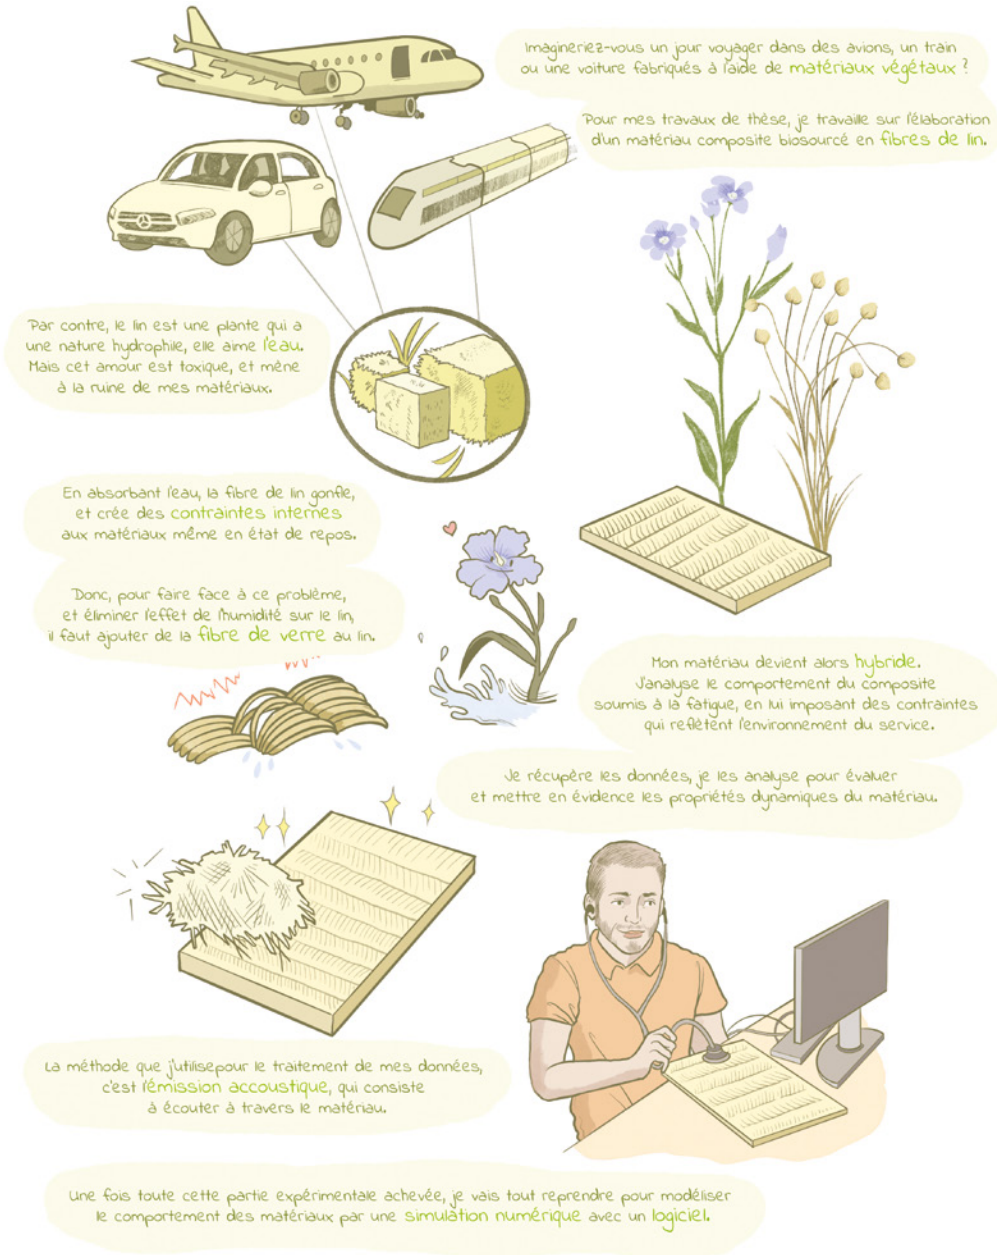 Imagineriez-vous un jour voyager dans des avions, un train
ou une voiture fabriqués à l'aide de matériaux végétaux ?
Pour mes travaux de thèse, je travaille sur l'élaboration
d'un matériau composite biosourcé en fibres de lin.
Par contre, le lin est une plante qui a
une nature hydrophile, elle aime l'eau.
Mais cet amour est toxique, et mène
à la ruine de mes matériaux.
En absorbant l'eau, la fibre de lin gonfle,
et crée des contraintes internes
aux matériaux même en état de repos.
Donc, pour faire face à ce problème,
et éliminer l'effet de l'humidité sur le lin,
il faut ajouter de la fibre de verre au lin.
Mon matériau devient alors hybride.
J'analyse le comportement du composite
soumis à la fatigue, en lui imposant des contraintes
qui reflètent l'environnement du service.
Je récupère les données, je les analyse pour évaluer
et mettre en évidence les propriétés dynamiques du matériau.
La méthode que j'utilisepour le traitement de mes données,
c'est l'émission accoustique, qui consiste
à écouter à travers le matériau.
Une fois toute cette partie expérimentale achevée, je vais tout reprendre pour modéliser
le comportement des matériaux par une simulation numérique avec un logiciel.